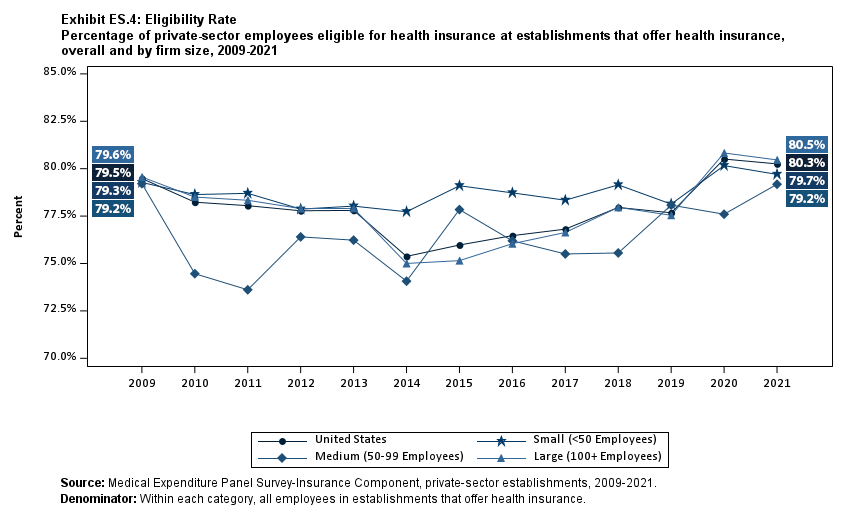 Exhibit ES.4: Eligibility Rate
Percentage of private-sector employees eligible for health insurance at establishments that offer health insurance,
overall and by firm size, 2009-2021
85.0%
82.5%
80.0%
77.5%
75.0%
72.5%
70.0%
Percent
79.6%
79.5%
79.3%
79.2%
80.5%
80.3%
79.7%
79.2%
2009 2010 2011 2012 2013 2014 2015 2016 2017 2018 2019 2020 2021
United States Small (<50 Employees)
Medium (50-99 Employees) Large (100+ Employees)
Source: Medical Expenditure Panel Survey-Insurance Component, private-sector establishments, 2009-2021.
Denominator: Within each category, all employees in establishments that offer health insurance.